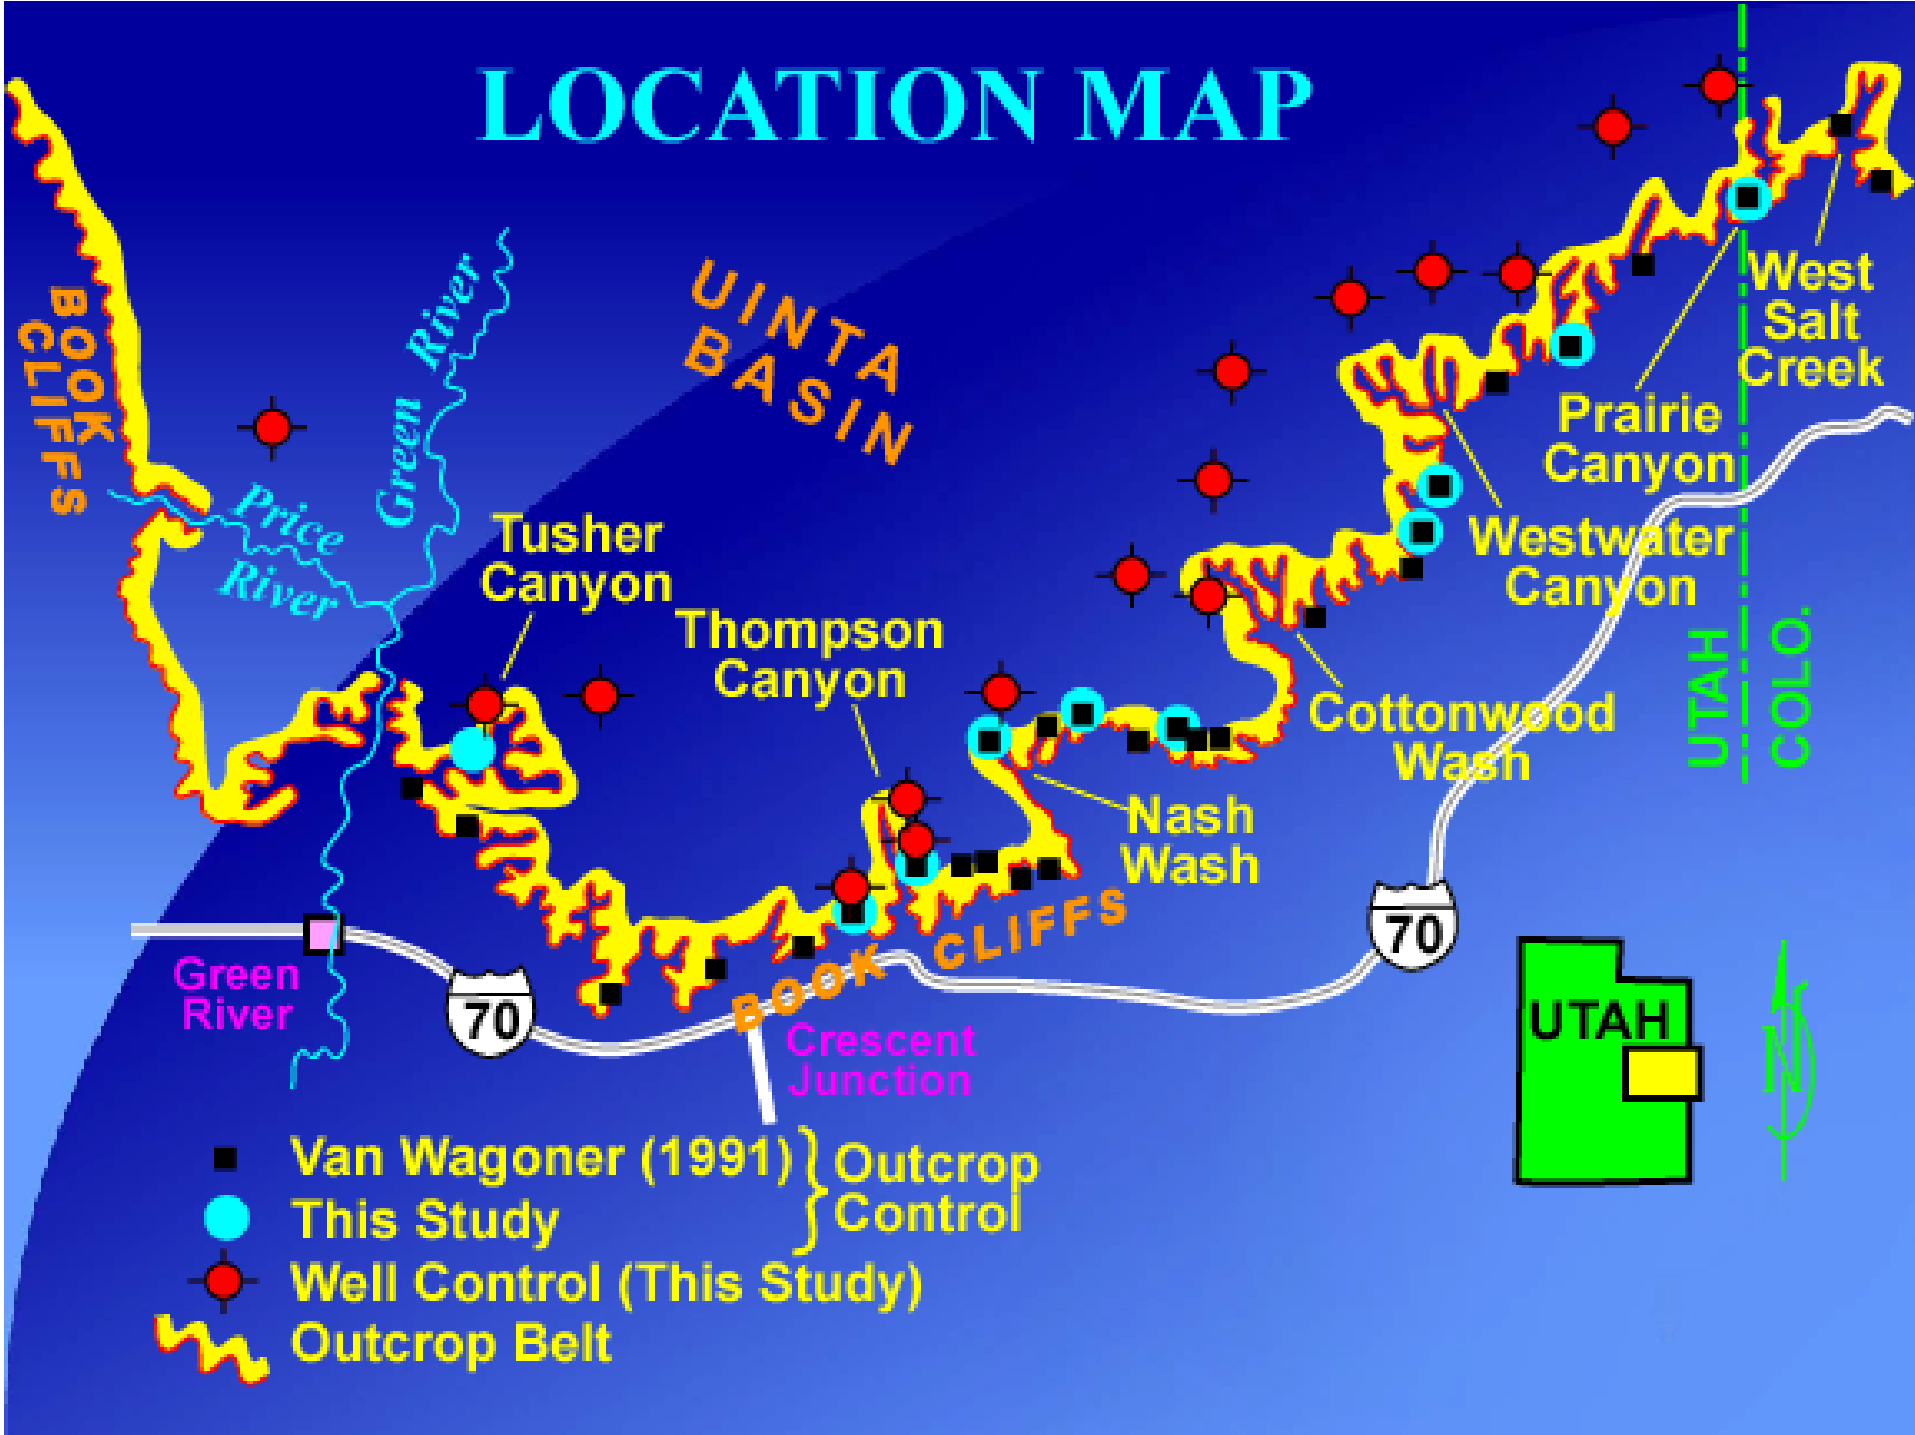 LOCATION MAP
BOOK
CLIFFS
Green River
UINTA
BASIN
West
Salt
Creek
Prairie
Canyon
Price
River
Tusher
Canyon
Westwater
Canyon
Thompson
Canyon
UTAH
COLO.
Cottonwood
Wash
Nash
Wash
BOOK CLIFFS
70
Green
River
70
Crescent
Junction
UTAH
N
Van Wagoner (1991)
This Study
Outcrop
Control
Well Control (This Study)
Outcrop Belt